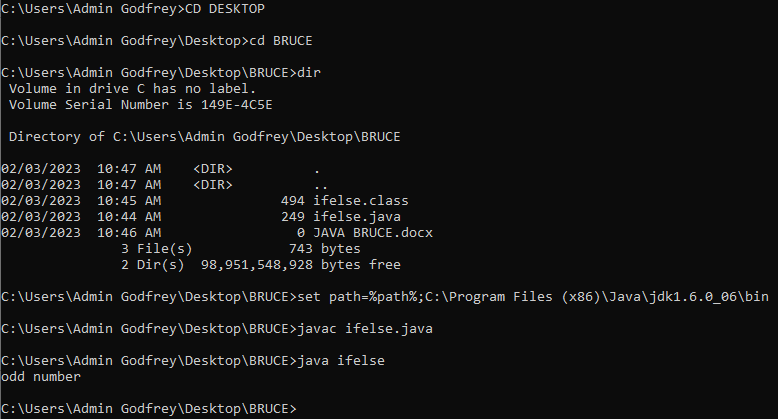 C:\Users\Admin Godfrey>CD DESKTOP
C:\Users\Admin Godfrey\Desktop>cd BRUCE
C:\Users\Admin Godfrey\Desktop\BRUCE>dir
 Volume in drive C has no label.
 Volume Serial Number is 149E-4C5E
 Directory of C:\Users\Admin Godfrey\Desktop\BRUCE
02/03/2023  10:47 AM    <DIR>          .
02/03/2023  10:47 AM    <DIR>          ..
02/03/2023  10:45 AM               494 ifelse.class
02/03/2023  10:44 AM               249 ifelse.java
02/03/2023  10:46 AM                 0 JAVA BRUCE.docx
               3 File(s)            743 bytes
               2 Dir(s)  98,951,548,928 bytes free
C:\Users\Admin Godfrey\Desktop\BRUCE>set path=%path%;C:\Program Files (x86)\Java\jdk1.6.0_06\bin
C:\Users\Admin Godfrey\Desktop\BRUCE>javac ifelse.java
C:\Users\Admin Godfrey\Desktop\BRUCE>java ifelse
odd number
C:\Users\Admin Godfrey\Desktop\BRUCE>